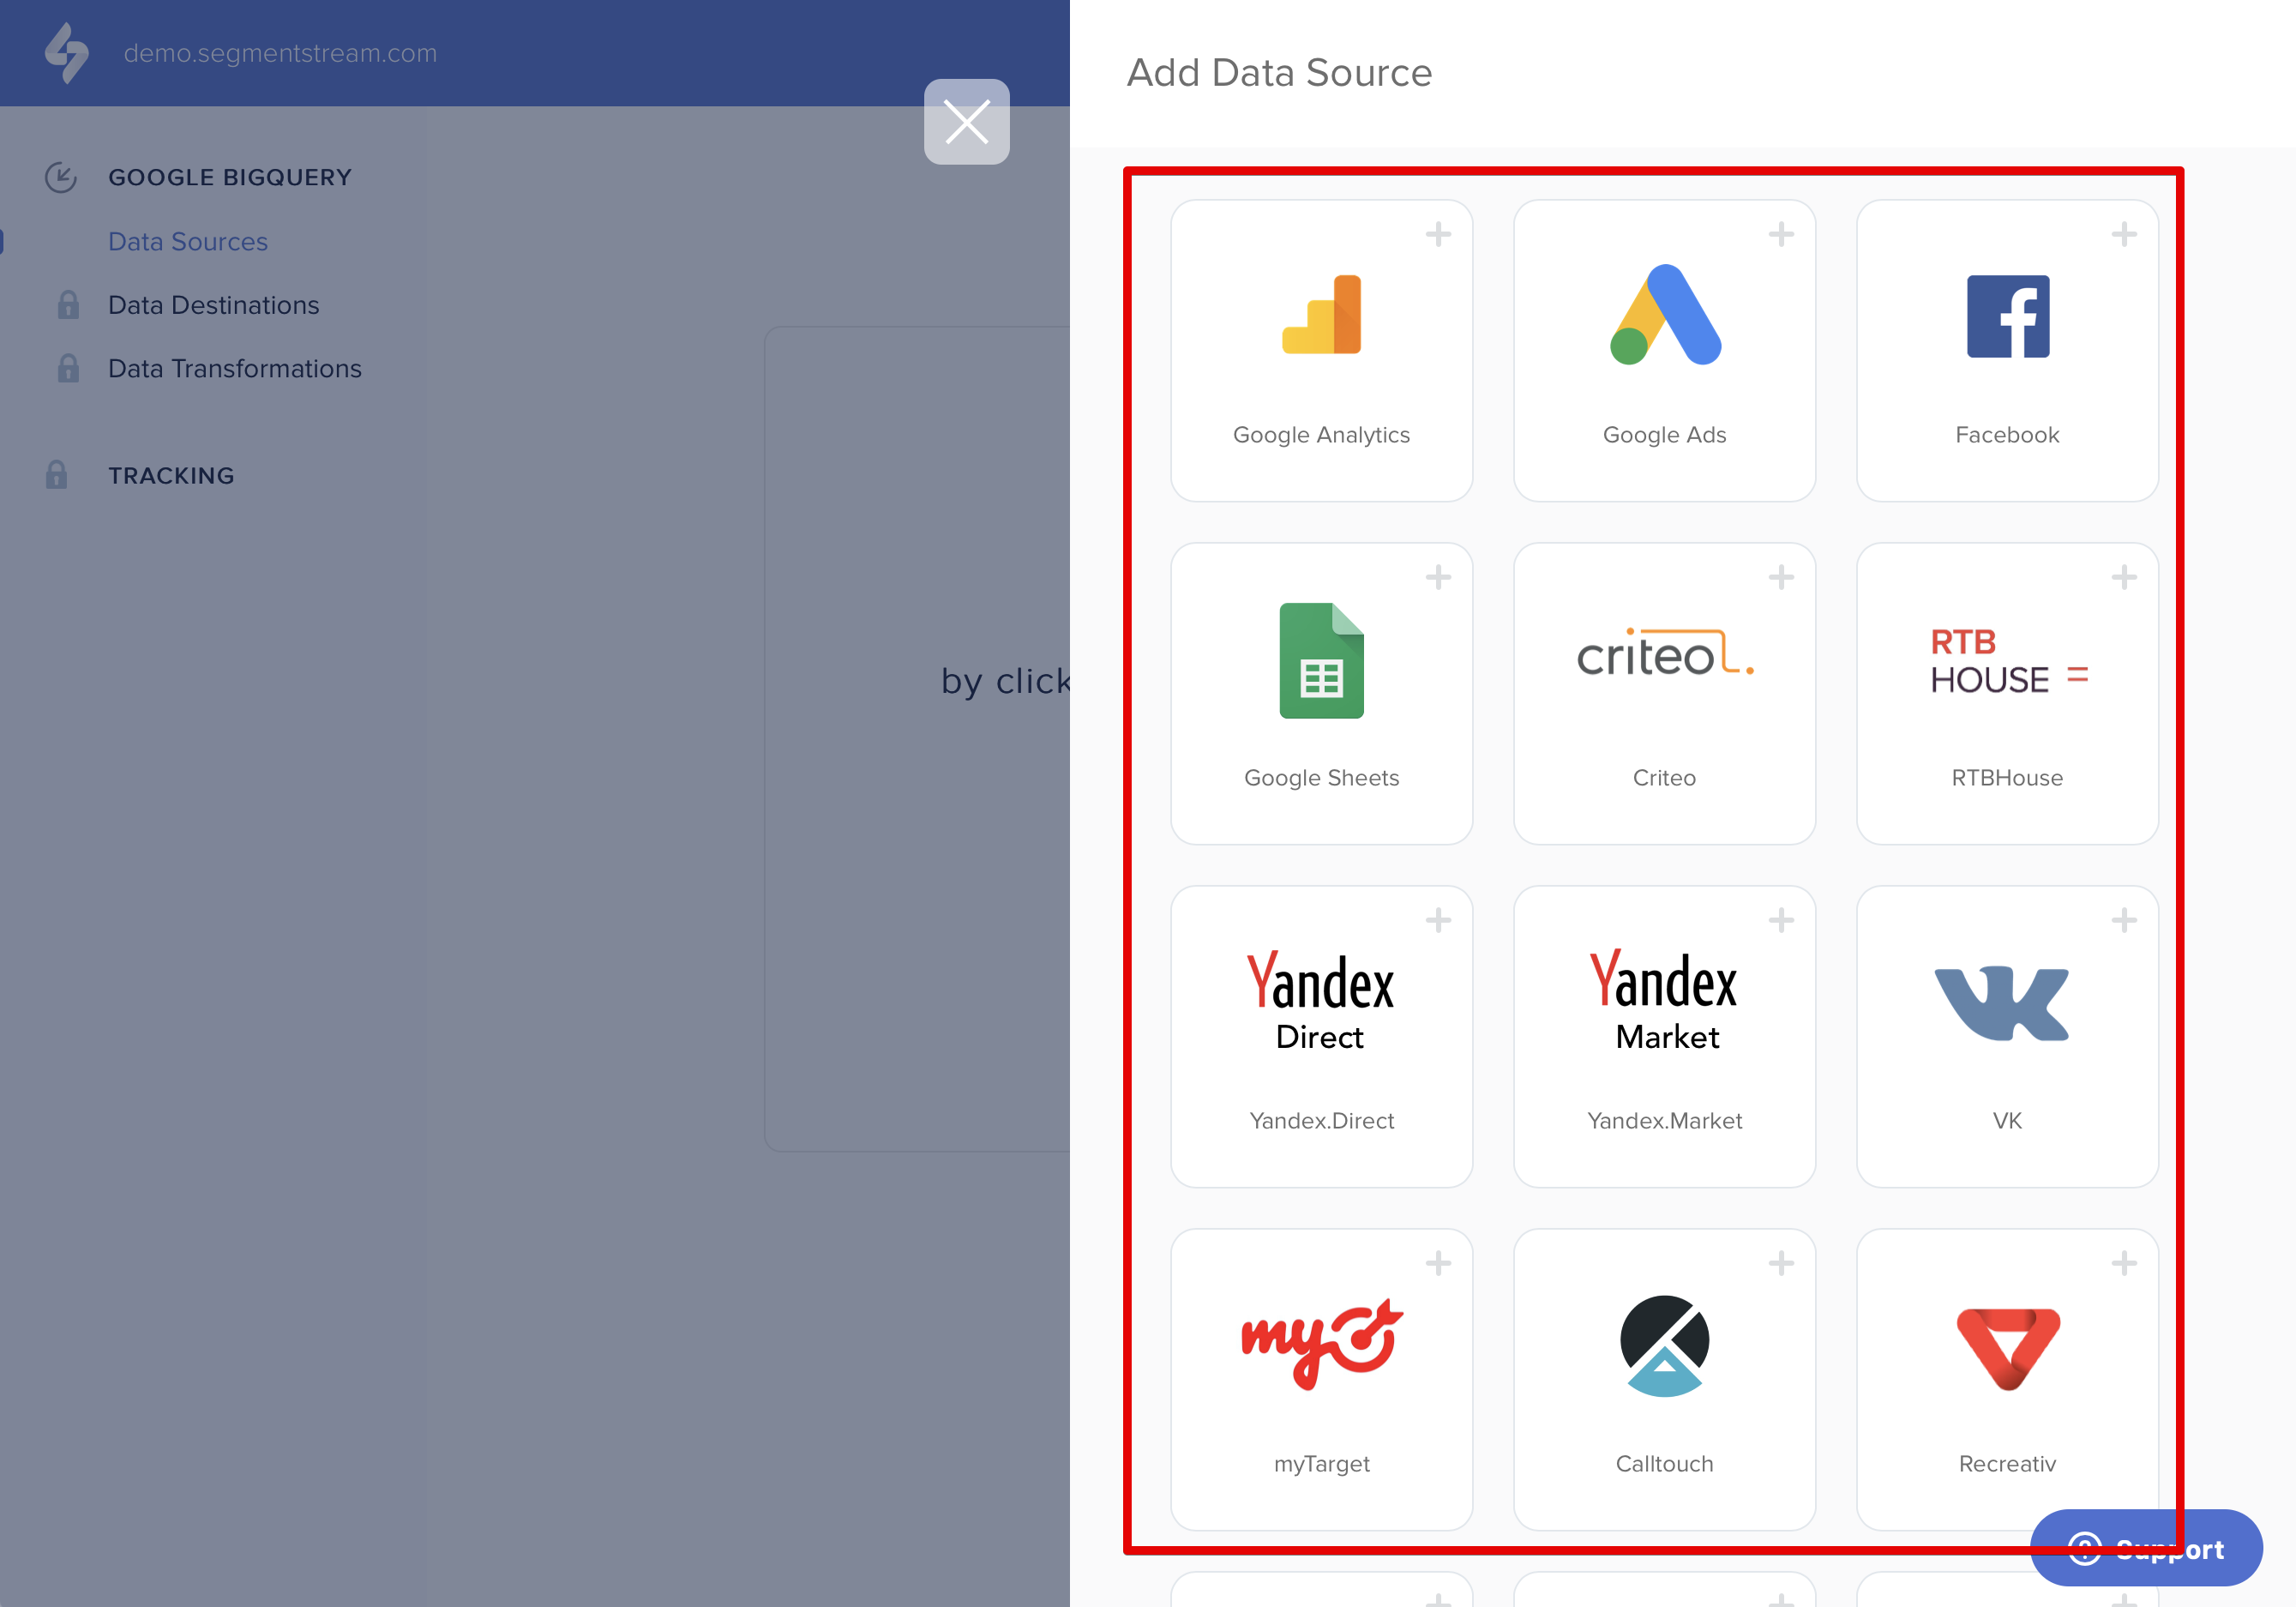 demo.segmentstream.com
GOOGLE BIGQUERY
Data Sources
Data Destinations
Data Transformations
TRACKING
by click
Add Data Source
Google Analytics
Google Ads
Facebook
criteo
RTB
HOUSE
Google Sheets
Criteo
RTBHouse
Yandex
Direct
Yandex
Market
Yandex.Direct
Yandex.Market
VK
my
myTarget
Calltouch
Recreativ
Support